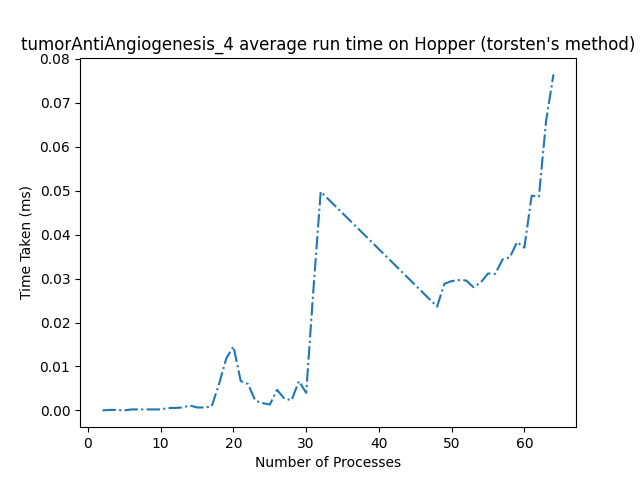 tumorAntiAngiogenesis_4 average run time on Hopper (torsten's method)
0.08
0.07
0.06
0.05
0.04
0.03
0.02
0.01
0.00
Time Taken (ms)
0 10 20 30 40 50 60
Number of Processes